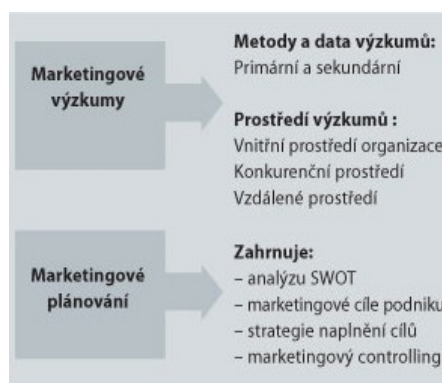 Marketingové
výzkumy
Metody a data výzkumů:
Primární a sekundární
Prostředí výzkumů :
Vnitřní prostředí organizace
Konkurenční prostředí
Vzdálené prostředí
Marketingové
plánování
Zahrnuje:
– analýzu SWOT
– marketingové cíle podniku
– strategie naplnění cílů
– marketingový controlling